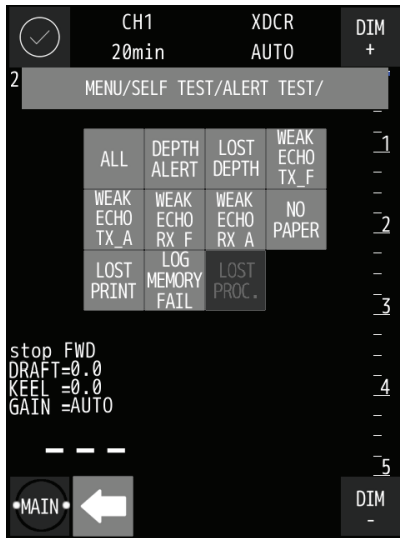 CH1 XDCR DIM
20min AUTO +
2
MENU/SELF TEST/ALERT TEST/
ALL
DEPTH
ALERT
LOST
DEPTH
WEAK
ECHO
TX_F
WEAK
ECHO
TX_A
WEAK
ECHO
RX F
WEAK
ECHO
RX A
NO
PAPER
LOST
PRINT
LOG
MEMORY
FAIL
LOST
PROC.
1
2
3
4
5
stop FWD
DRAFT=0.0
KEEL =0.0
GAIN =AUTO
– – –
MAIN
DIM
-